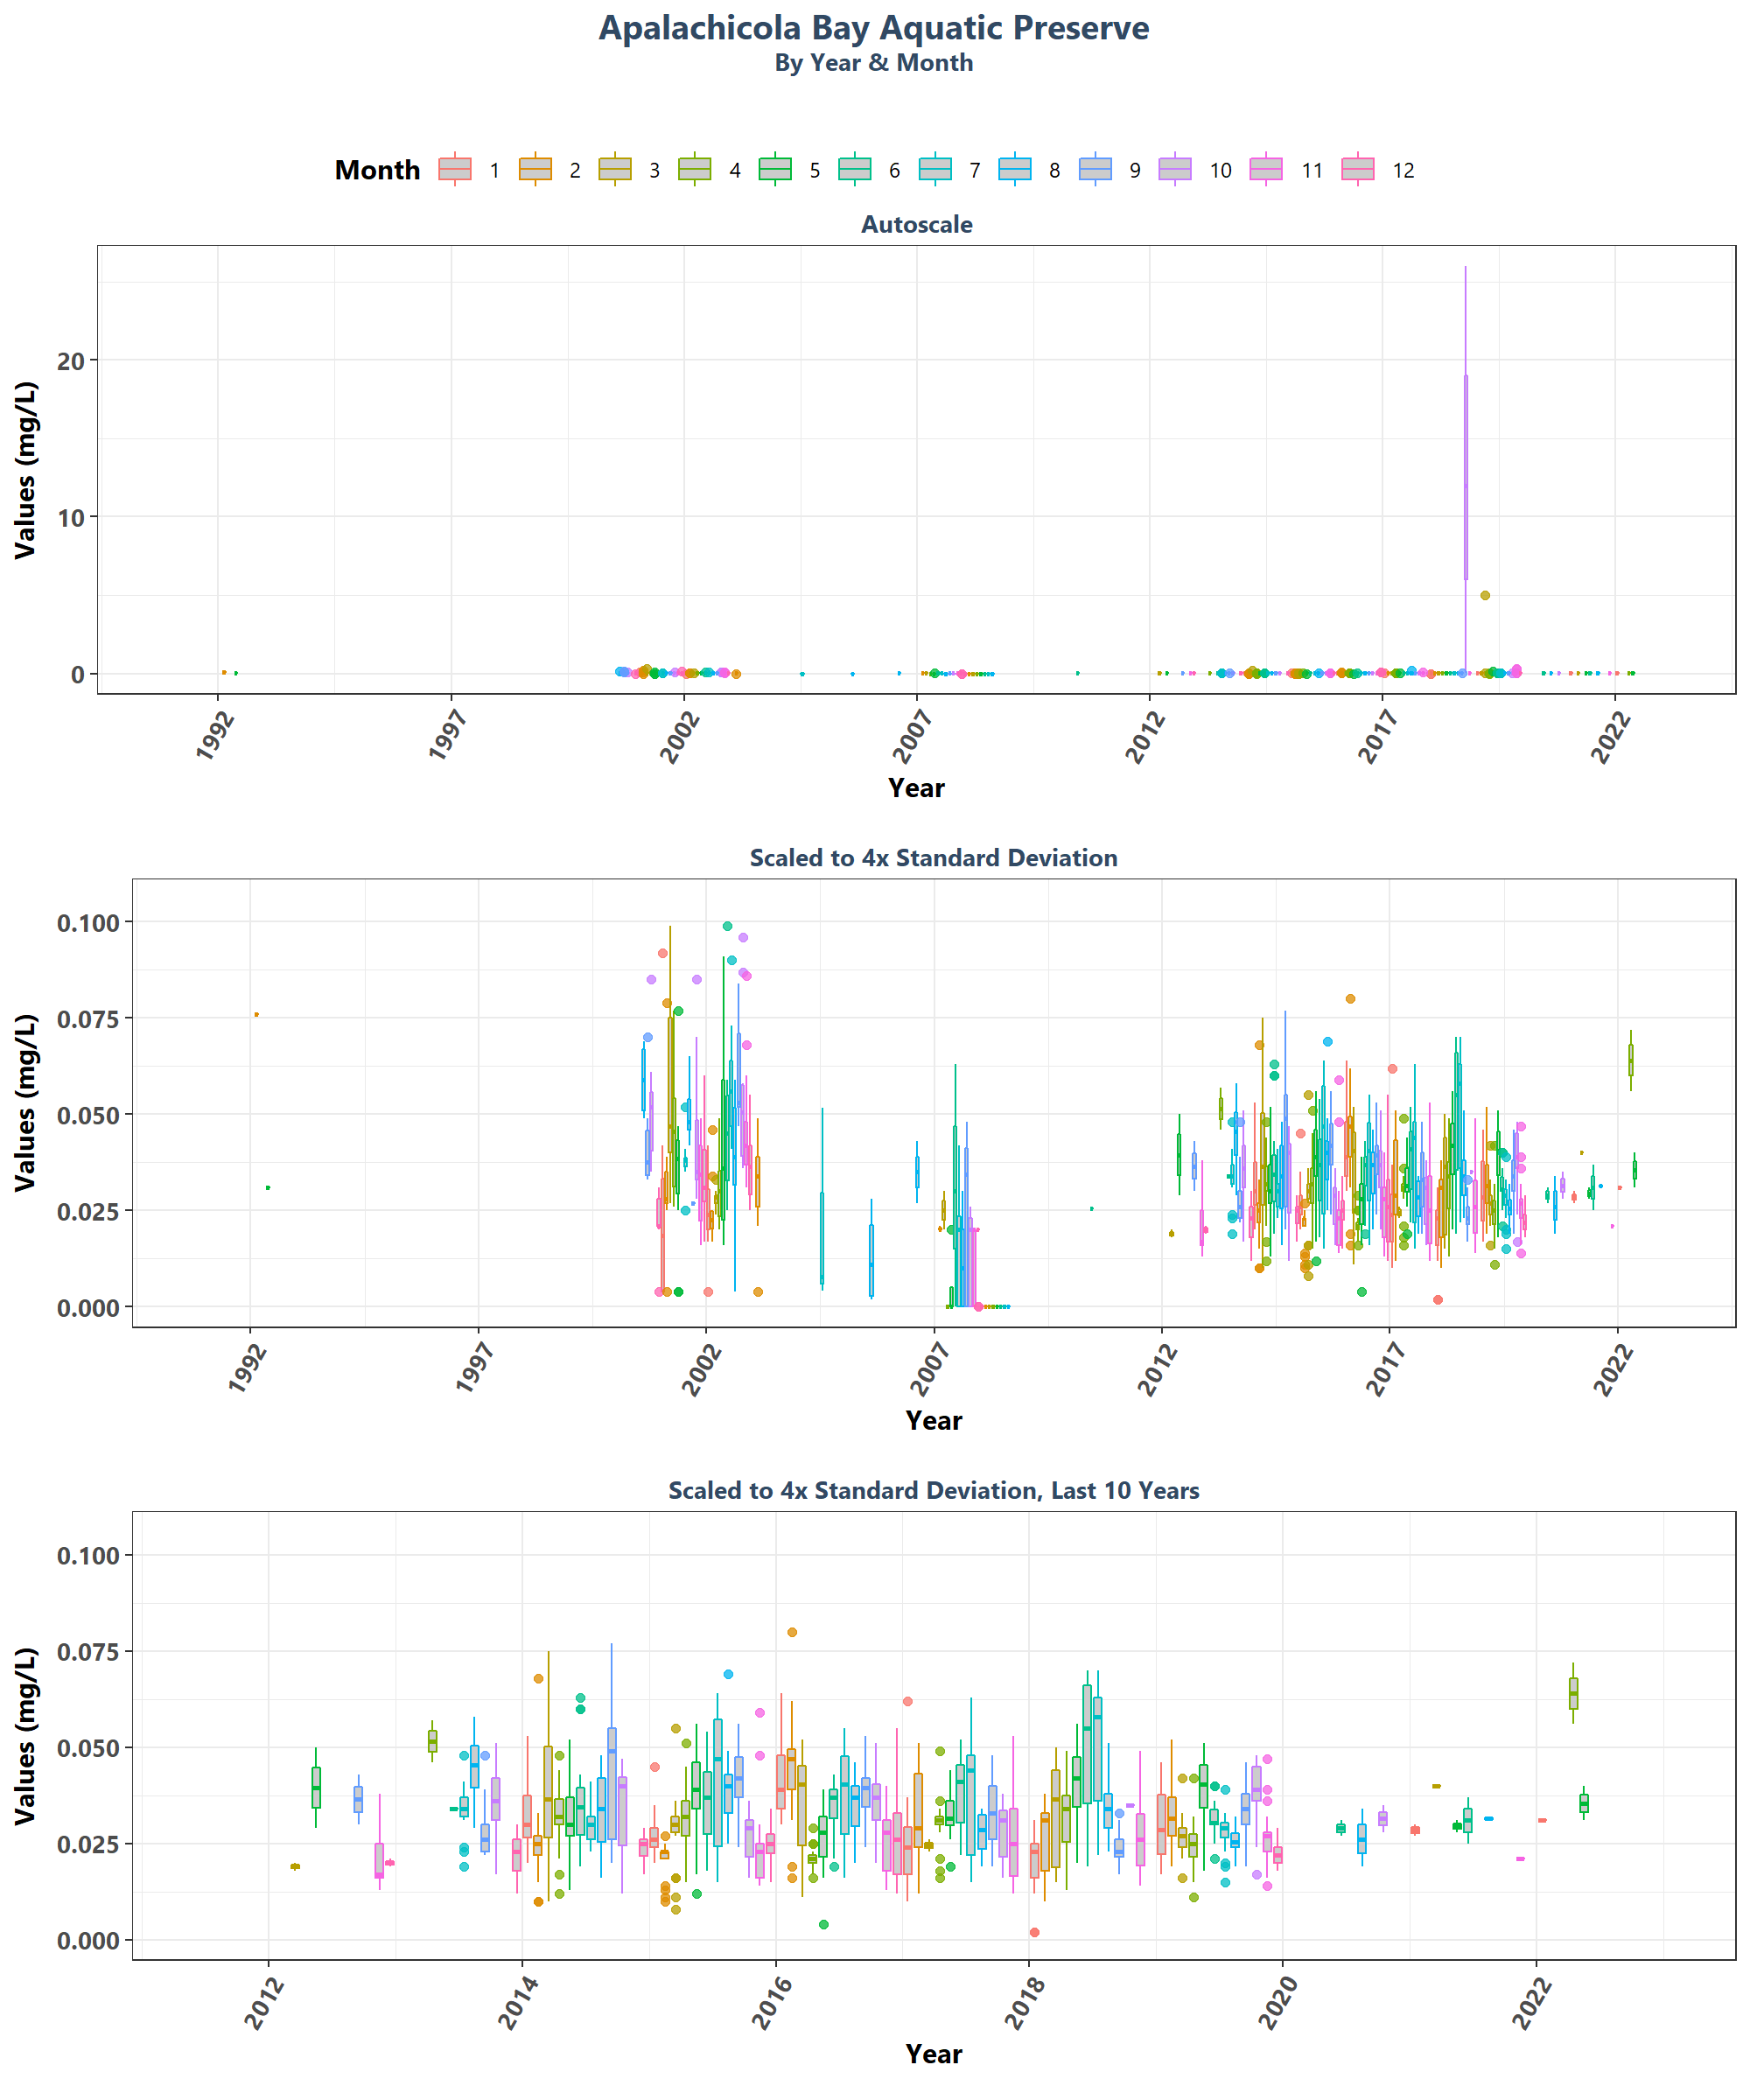 Apalachicola Bay Aquatic Preserve
By Year & Month
Month 1 2 3 4 5 6 7 8 9 10 11 12
Autoscale
Values (mg/L)
20
10
0
1992 1997 2002 2007 2012 2017 2022
Year
Scaled to 4x Standard Deviation
Values (mg/L)
0.100
0.075
0.050
0.025
0.000
1992 1997 2002 2007 2012 2017 2022
Year
Scaled to 4x Standard Deviation, Last 10 Years
Values (mg/L)
0.100
0.075
0.050
0.025
0.000
2012 2014 2016 2018 2020 2022
Year